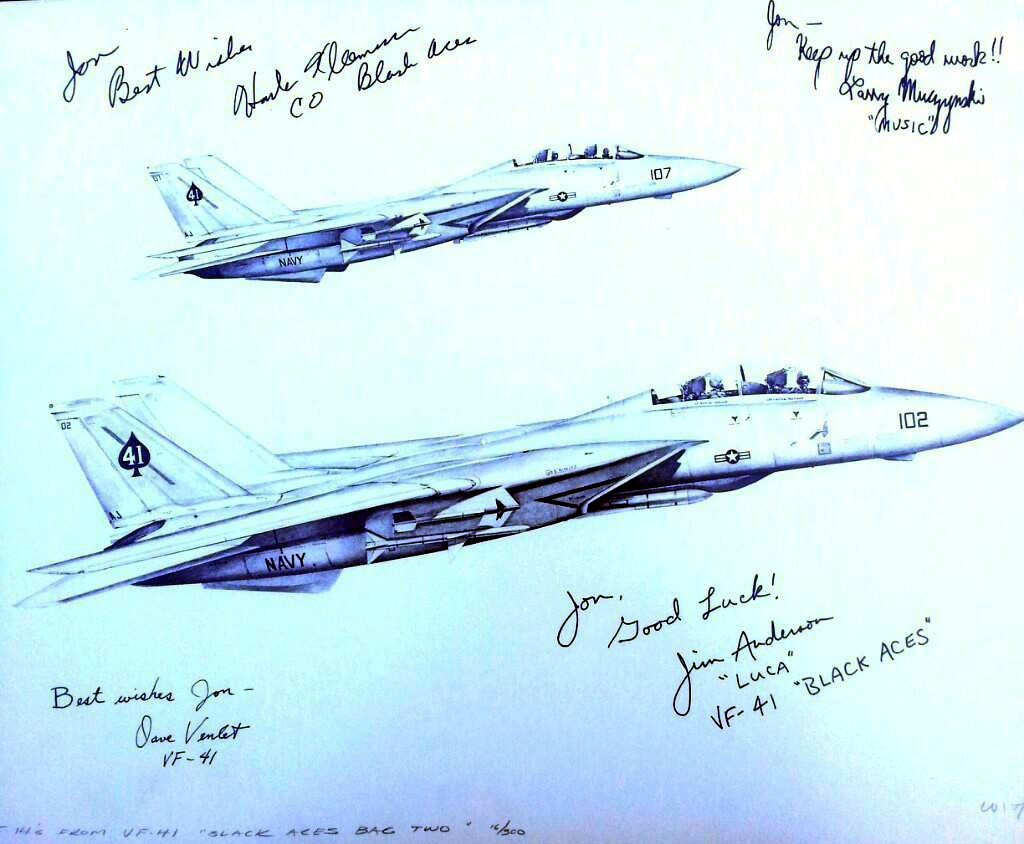 Jon
Best Wishes
Hank Kleemann
CO Black Aces
Jon —
Keep up the good work!!
Larry Muczynski
"MUSIC"
107
41
AJ
NAVY
102
02
41
AJ
NAVY
Jon,
Good Luck!
Jim Anderson
"LUCA"
VF-41 "BLACK ACES"
Best wishes Jon —
Dave Venlet
VF-41
14's FROM VF-41 "BLACK ACES BAG TWO" 16/300